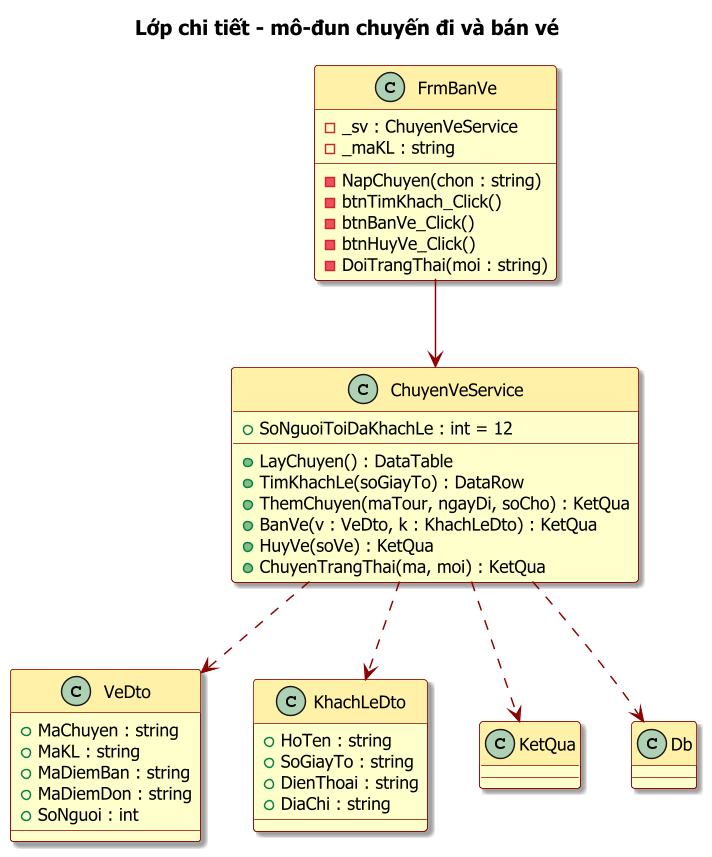 Lớp chi tiết - mô-đun chuyến đi và bán vé
C FrmBanVe
_sv : ChuyenVeService
_maKL : string
NapChuyen(chon : string)
btnTimKhach_Click()
btnBanVe_Click()
btnHuyVe_Click()
DoiTrangThai(moi : string)
C ChuyenVeService
SoNguoiToiDaKhachLe : int = 12
LayChuyen() : DataTable
TimKhachLe(soGiayTo) : DataRow
ThemChuyen(maTour, ngayDi, soCho) : KetQua
BanVe(v : VeDto, k : KhachLeDto) : KetQua
HuyVe(soVe) : KetQua
ChuyenTrangThai(ma, moi) : KetQua
C VeDto
MaChuyen : string
MaKL : string
MaDiemBan : string
MaDiemDon : string
SoNguoi : int
C KhachLeDto
HoTen : string
SoGiayTo : string
DienThoai : string
DiaChi : string
C KetQua
C Db